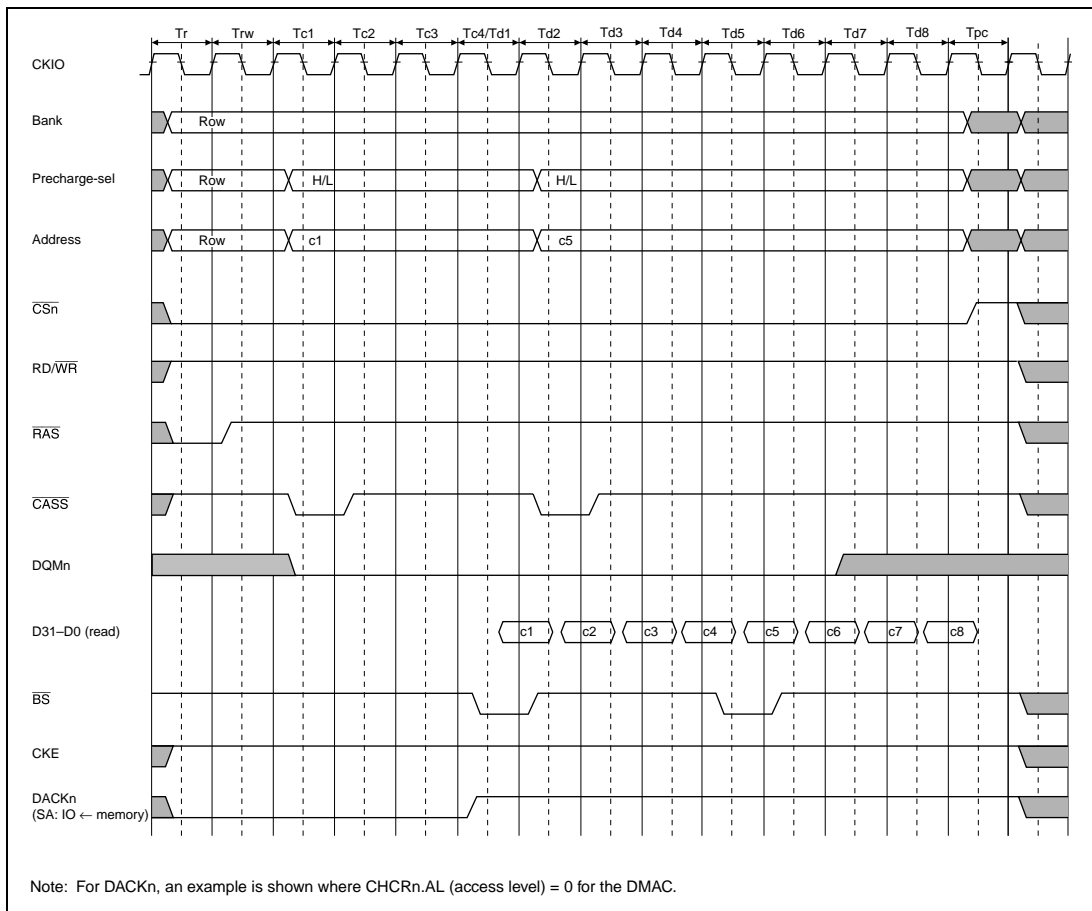 Tr Trw Tc1 Tc2 Tc3 Tc4/Td1 Td2 Td3 Td4 Td5 Td6 Td7 Td8 Tpc
CKIO
Bank Row
Precharge-sel Row H/L H/L
Address Row c1 c5
CSn
RD/WR
RAS
CASS
DQMn
D31–D0 (read) c1 c2 c3 c4 c5 c6 c7 c8
BS
CKE
DACKn
(SA: IO ← memory)
Note: For DACKn, an example is shown where CHCRn.AL (access level) = 0 for the DMAC.